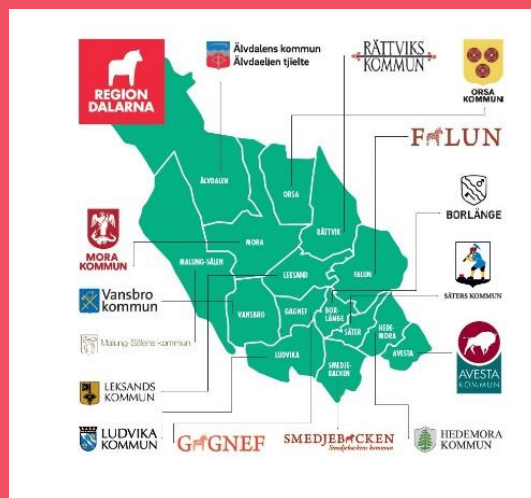 REGION
DALARNA
Älvdalens kommun
Älvdaelien tjielte
RÄTTVIKS
KOMMUN
ORSA
KOMMUN
FALUN
BORLÄNGE
SÄTERS KOMMUN
AVESTA
KOMMUN
HEDEMORA
KOMMUN
SMEDJEBACKEN
Smedjebackens kommun
GAGNEF
LUDVIKA
KOMMUN
LEKSANDS
KOMMUN
Malung-Sälens kommun
Vansbro
kommun
MORA
KOMMUN
ÄLVDALEN
ORSA
RÄTTVIK
MORA
MALUNG-SÄLEN
LEKSAND
FALUN
VANSBRO
GAGNEF
BOR-
LÄNGE
SÄTER
HEDE-
MORA
AVESTA
LUDVIKA
SMEDJE-
BACKEN